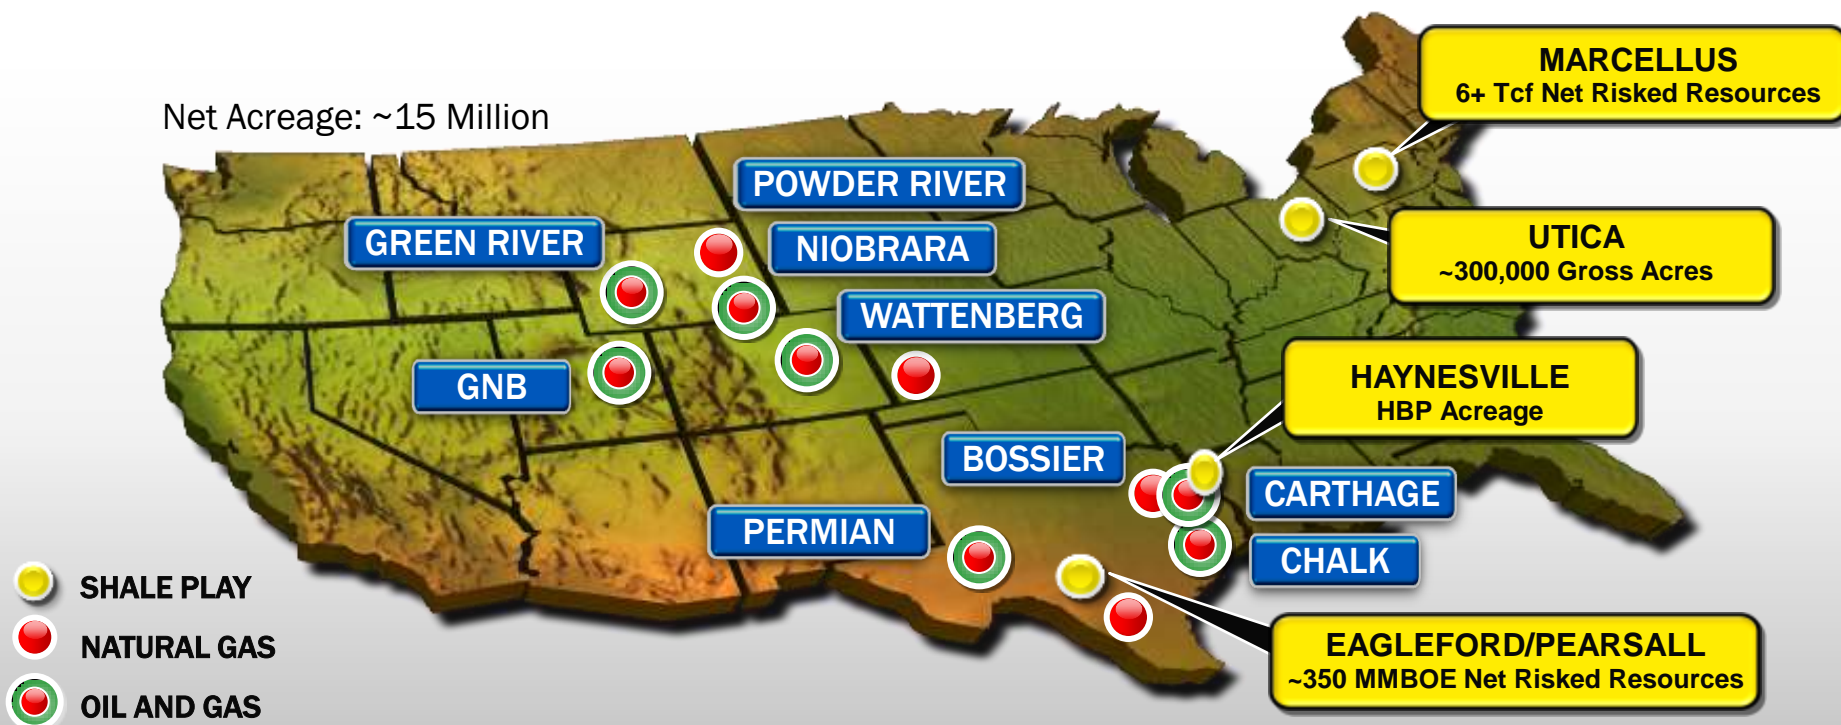 MARCELLUS
6+ Tcf Net Risked Resources
Net Acreage: ~15 Million
POWDER RIVER
GREEN RIVER
NIOBRARA
UTICA
~300,000 Gross Acres
WATTENBERG
GNB
HAYNESVILLE
HBP Acreage
BOSSIER
CARTHAGE
PERMIAN
CHALK
SHALE PLAY
NATURAL GAS
OIL AND GAS
EAGLEFORD/PEARSALL
~350 MMBOE Net Risked Resources